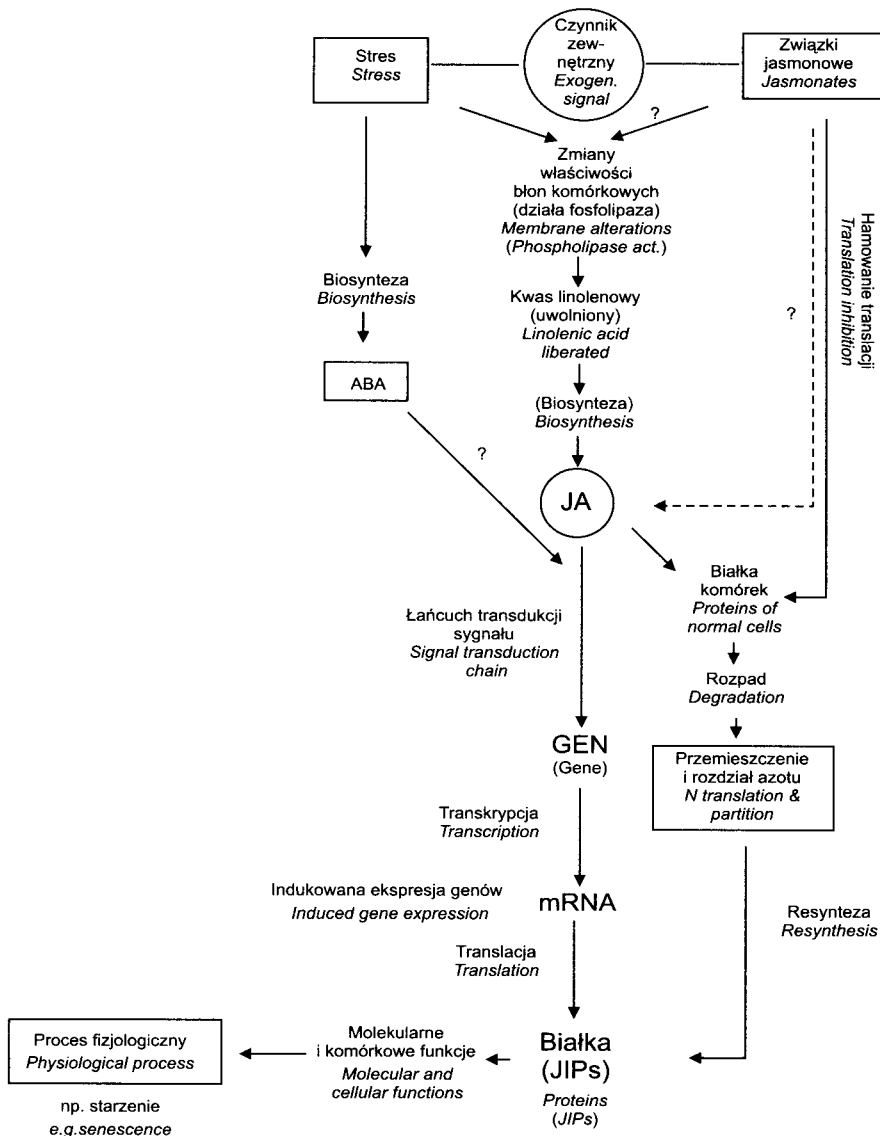 Czynnik
zew-
nętrzny
Exogen.
signal
Stres
Stress
Związki
jasmonowe
Jasmonates
?
Zmiany
właściwości
błon komórkowych
(działa fosfolipaza)
Membrane alterations
(Phospholipase act.)
Hamowanie translacji
Translation inhibition
?
Biosynteza
Biosynthesis
Kwas linolenowy
(uwolniony)
Linolenic acid
liberated
ABA
(Biosynteza)
Biosynthesis
?
JA
Białka
komórek
Proteins of
normal cells
Łańcuch transdukcji
sygnału
Signal transduction
chain
Rozpad
Degradation
GEN
(Gene)
Przemieszczenie
i rozdział azotu
N translation &
partition
Transkrypcja
Transcription
Indukowana ekspresja genów
Induced gene expression
mRNA
Resynteza
Resynthesis
Translacja
Translation
Proces fizjologiczny
Physiological process
np. starzenie
e.g.senescence
Molekularne
i komórkowe funkcje
Molecular and
cellular functions
Białka
(JIPs)
Proteins
(JIPs)